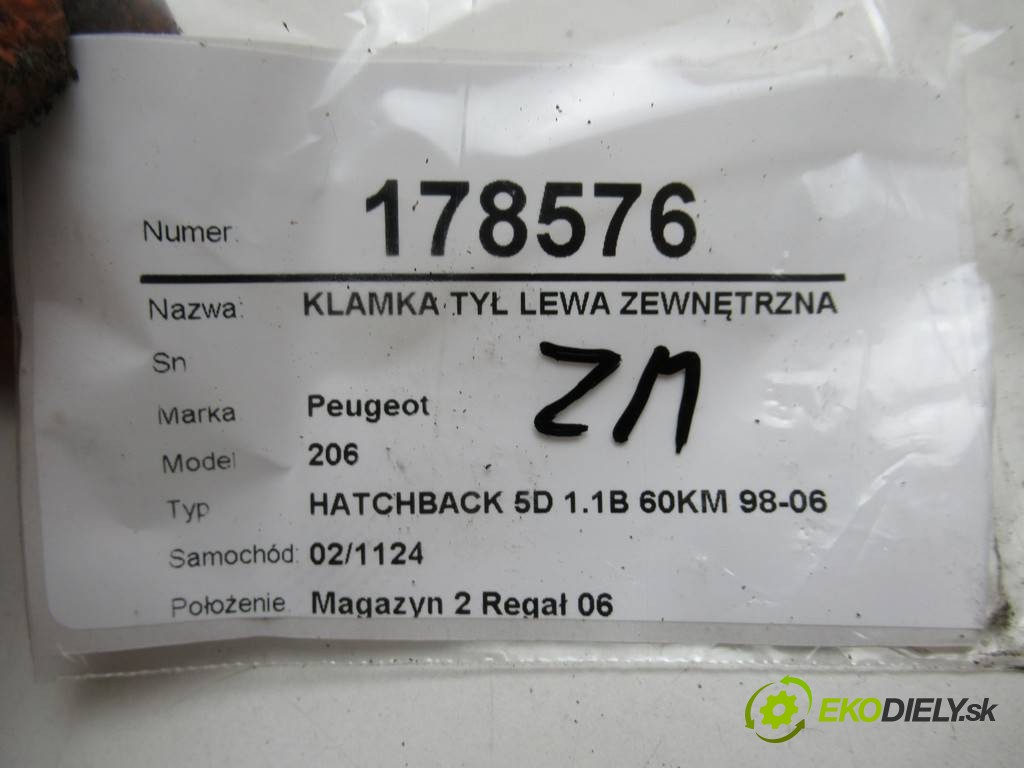 Numer: 178576
Nazwa: KLAMKA TYŁ LEWA ZEWNĘTRZNA
Sn
ZM
Marka Peugeot
Model 206
Typ HATCHBACK 5D 1.1B 60KM 98-06
Samochód: 02/1124
Położenie Magazyn 2 Regał 06
EKODIELY.sk